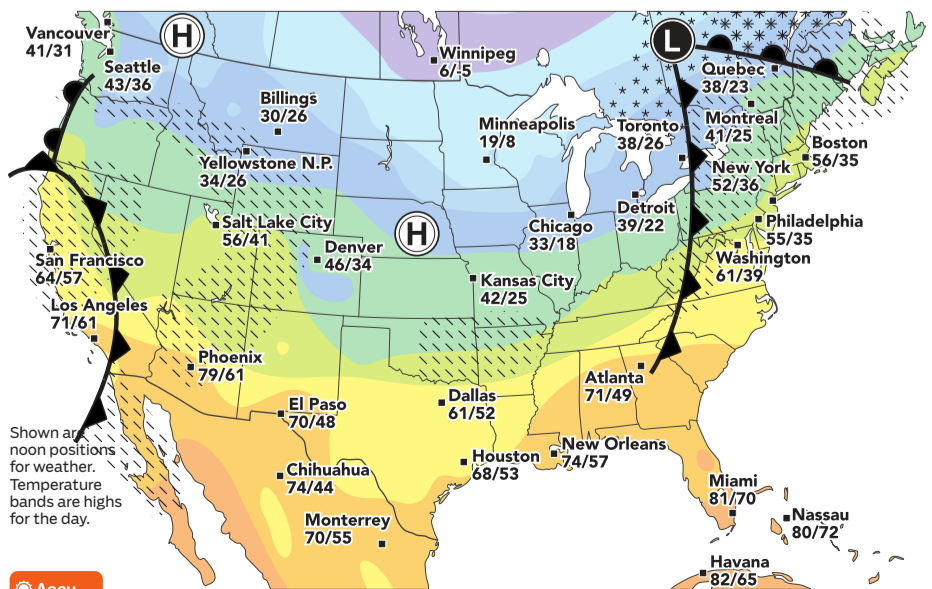 H
L
Vancouver
41/31
Seattle
43/36
Winnipeg
6/-5
Quebec
38/23
Billings
30/26
Minneapolis
19/8
Toronto
38/26
Montreal
41/25
Boston
56/35
Yellowstone N.P.
34/26
New York
52/36
Salt Lake City
56/41
H
Chicago
33/18
Detroit
39/22
Philadelphia
55/35
Denver
46/34
Washington
61/39
San Francisco
64/57
Kansas City
42/25
Los Angeles
71/61
Phoenix
79/61
Atlanta
71/49
El Paso
70/48
Dallas
61/52
Shown are
noon positions
for weather.
Temperature
bands are highs
for the day.
Houston
68/53
New Orleans
74/57
Chihuahua
74/44
Miami
81/70
Monterrey
70/55
Nassau
80/72
Havana
82/65